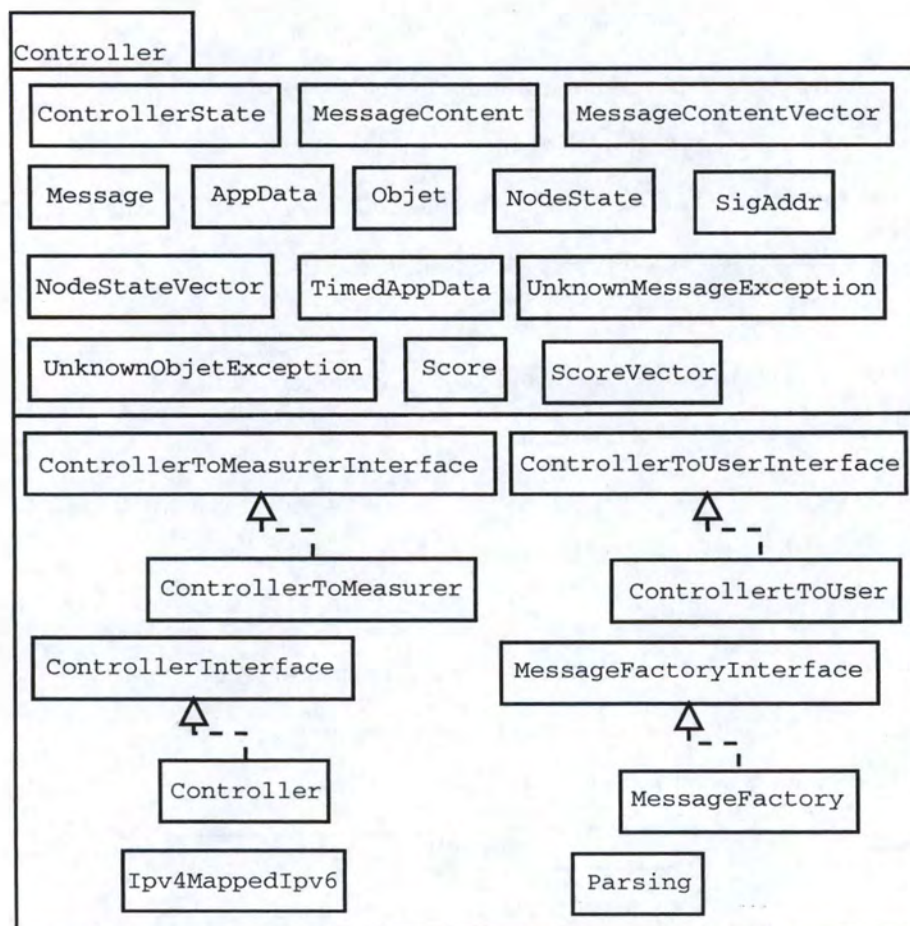 Controller
ControllerState MessageContent MessageContentVector
Message AppData Objet NodeState SigAddr
NodeStateVector TimedAppData UnknownMessageException
UnknownObjetException Score ScoreVector
ControllerToMeasurerInterface ControllerToUserInterface
ControllerToMeasurer ControllertToUser
ControllerInterface MessageFactoryInterface
Controller MessageFactory
Ipv4MappedIpv6 Parsing